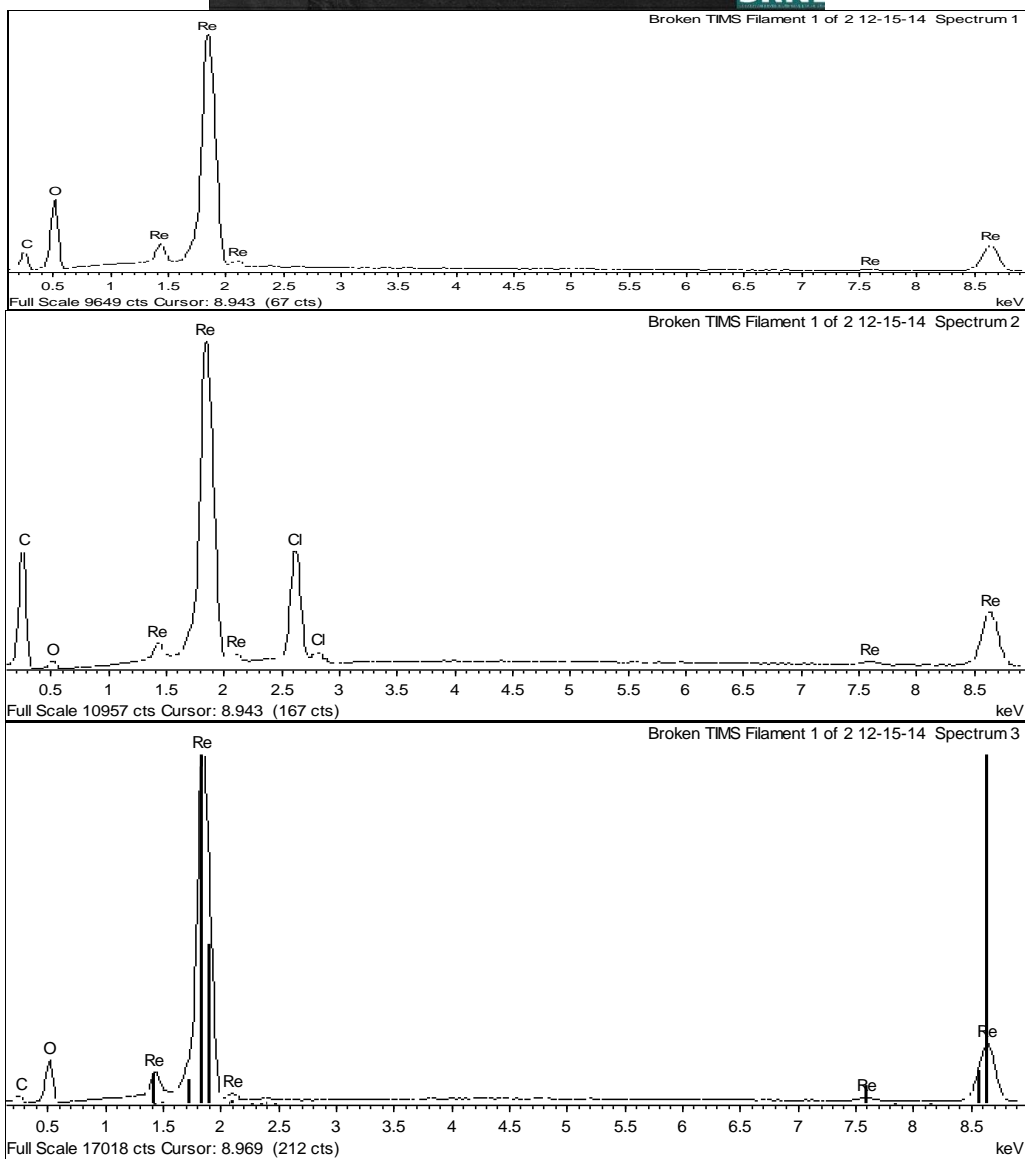 Broken TIMS Filament 1 of 2 12-15-14 Spectrum 1
Re
O
C
Re
Re
Re
Re
0.5 1 1.5 2 2.5 3 3.5 4 4.5 5 5.5 6 6.5 7 7.5 8 8.5
Full Scale 9649 cts Cursor: 8.943 (67 cts) keV
Broken TIMS Filament 1 of 2 12-15-14 Spectrum 2
Re
C
Cl
O
Re
Re
Cl
Re
Re
0.5 1 1.5 2 2.5 3 3.5 4 4.5 5 5.5 6 6.5 7 7.5 8 8.5
Full Scale 10957 cts Cursor: 8.943 (167 cts) keV
Broken TIMS Filament 1 of 2 12-15-14 Spectrum 3
Re
O
C
Re
Re
Re
Re
0.5 1 1.5 2 2.5 3 3.5 4 4.5 5 5.5 6 6.5 7 7.5 8 8.5
Full Scale 17018 cts Cursor: 8.969 (212 cts) keV